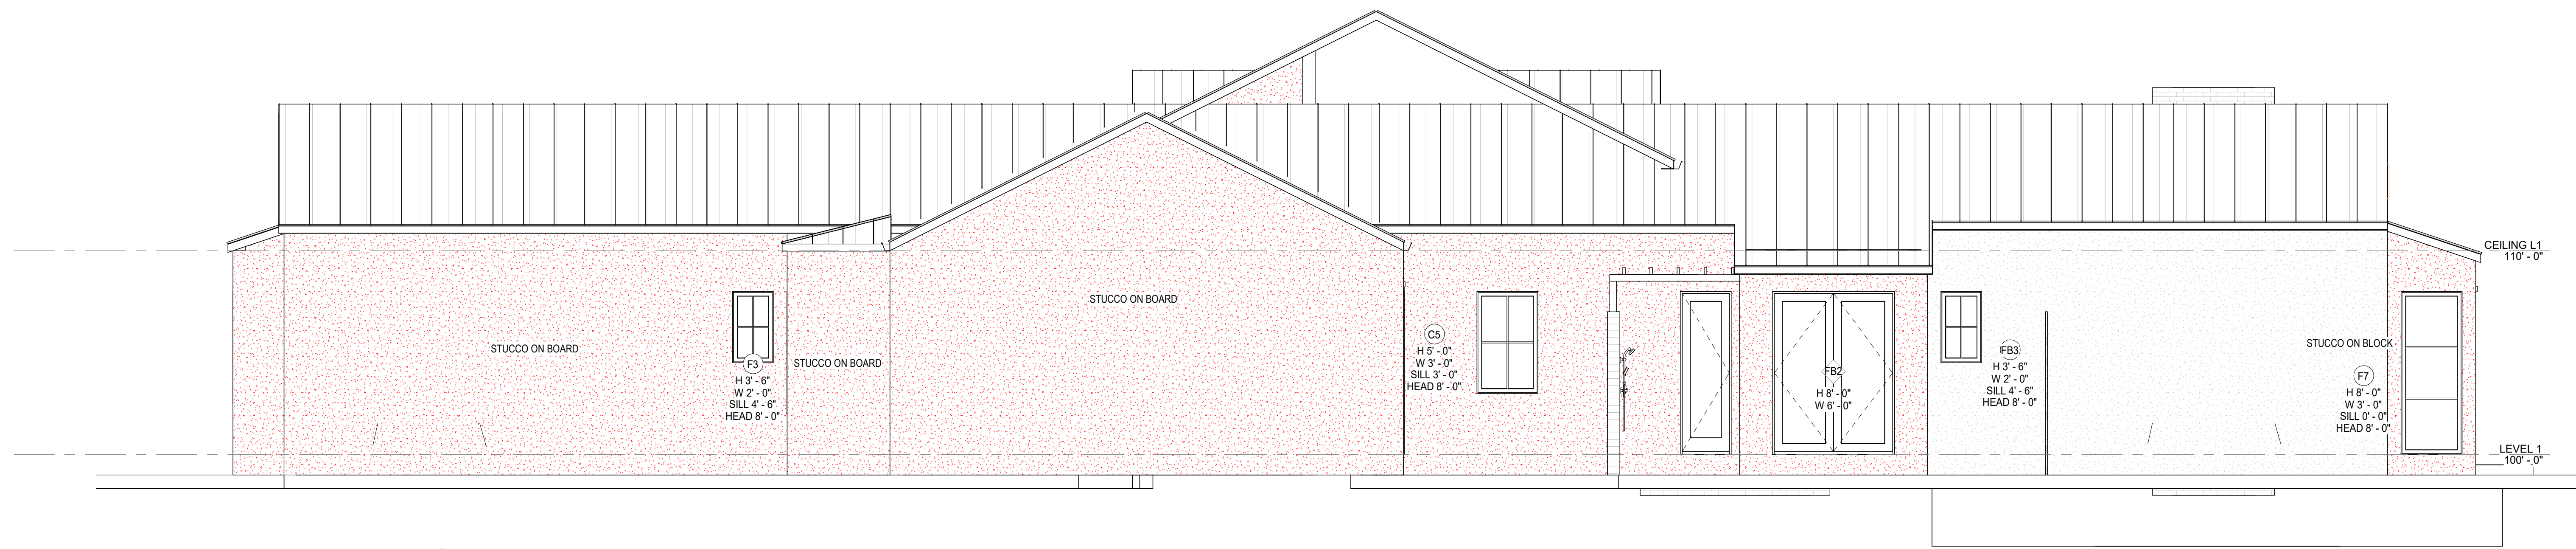 CEILING L1
110' - 0"
STUCCO ON BOARD
STUCCO ON BOARD
F3
H 3' - 6"
W 2' - 0"
SILL 4' - 6"
HEAD 8' - 0"
STUCCO ON BOARD
C5
H 5' - 0"
W 3' - 0"
SILL 3' - 0"
HEAD 8' - 0"
FB2
H 8' - 0"
W 6' - 0"
FB3
H 3' - 6"
W 2' - 0"
SILL 4' - 6"
HEAD 8' - 0"
STUCCO ON BLOCK
F7
H 8' - 0"
W 3' - 0"
SILL 0' - 0"
HEAD 8' - 0"
LEVEL 1
100' - 0"